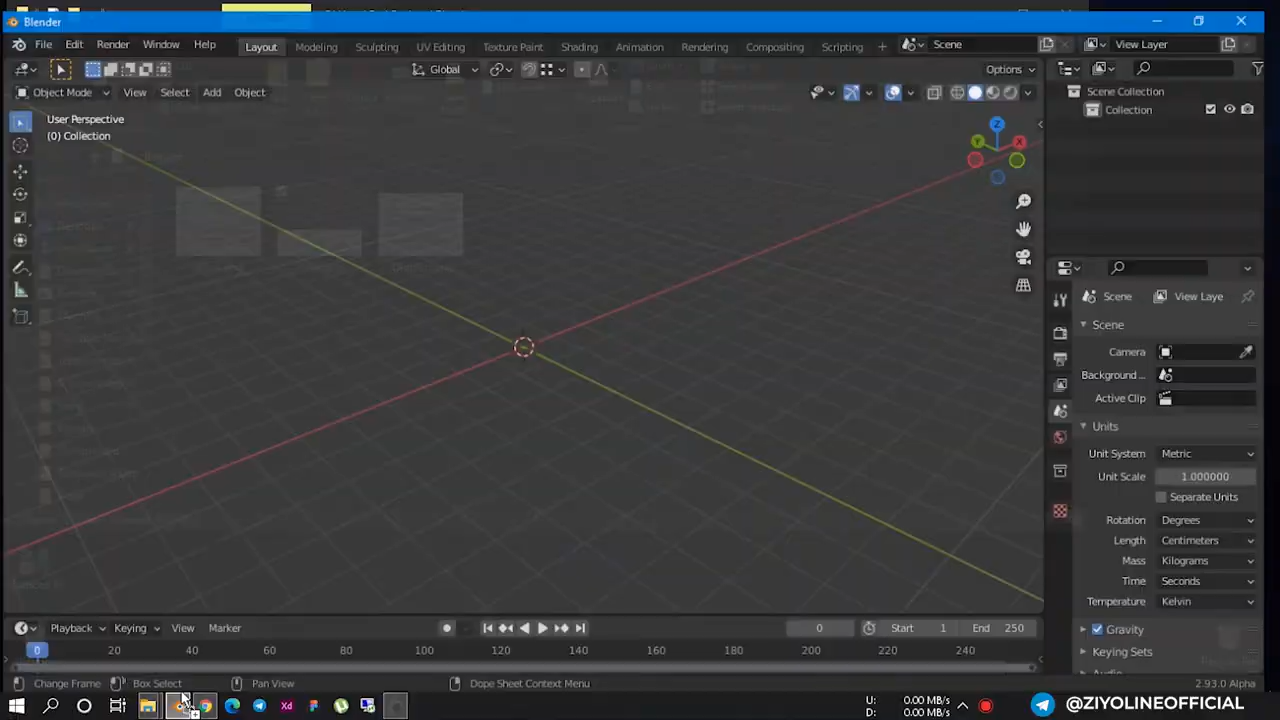 Blender
File Edit Render Window Help Layout Modeling Sculpting UV Editing Texture Paint Shading Animation Rendering Compositing Scripting + Scene View Layer
Global Options
Object Mode View Select Add Object
User Perspective
(0) Collection
Z
Y
X
Scene Collection
Collection
Scene View Laye
Scene
Camera
Background ...
Active Clip
Units
Unit System Metric
Unit Scale 1.000000
Separate Units
Rotation Degrees
Length Centimeters
Mass Kilograms
Time Seconds
Temperature Kelvin
Gravity
Keying Sets
Playback Keying View Marker 0 Start 1 End 250
0 20 40 60 80 100 120 140 160 180 200 220 240
Change Frame Box Select Pan View Dope Sheet Context Menu 2.93.0 Alpha
Xd
U: 0.00 MB/s
D: 0.00 MB/s
@ZIYOLINEOFFICIAL